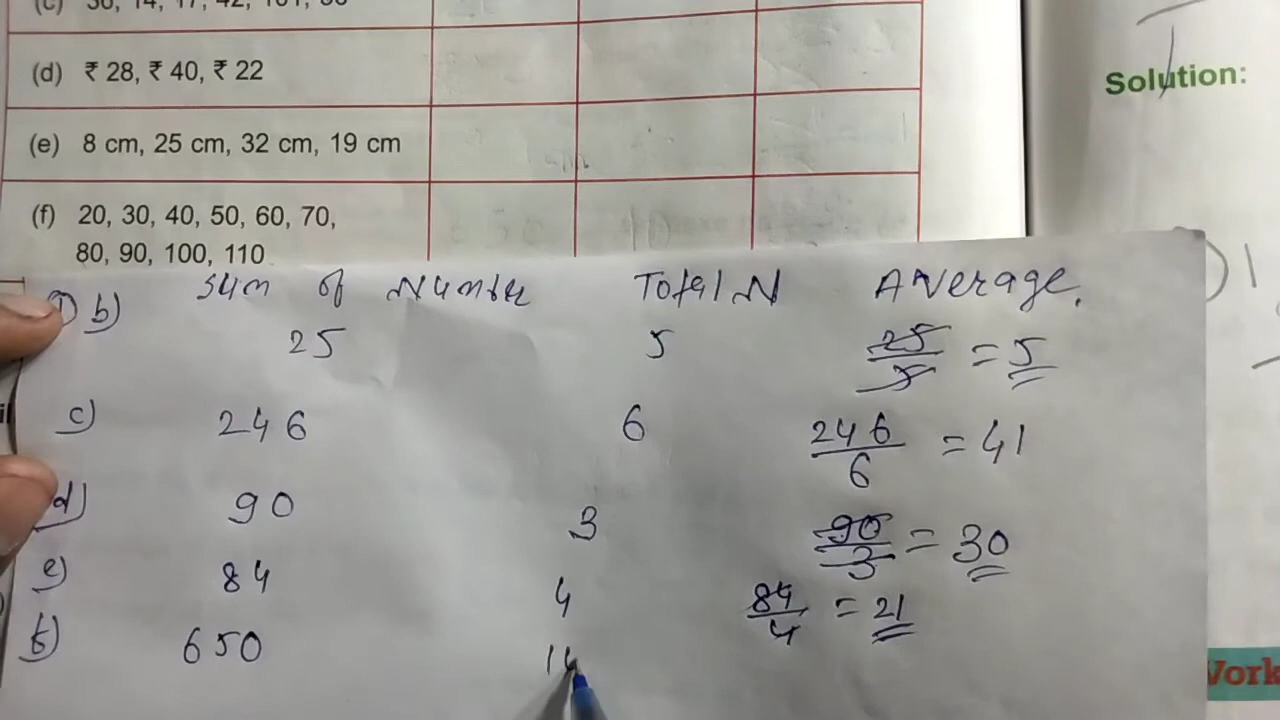 (d) ₹ 28, ₹ 40, ₹ 22
Solution:
(e) 8 cm, 25 cm, 32 cm, 19 cm
(f) 20, 30, 40, 50, 60, 70,
80, 90, 100, 110
b) Sum of Number Total N Average.
25 5 25/5 = 5
c) 246 6 246/6 = 41
d) 90 3 90/3 = 30
e) 84 4 84/4 = 21
f) 650
Work